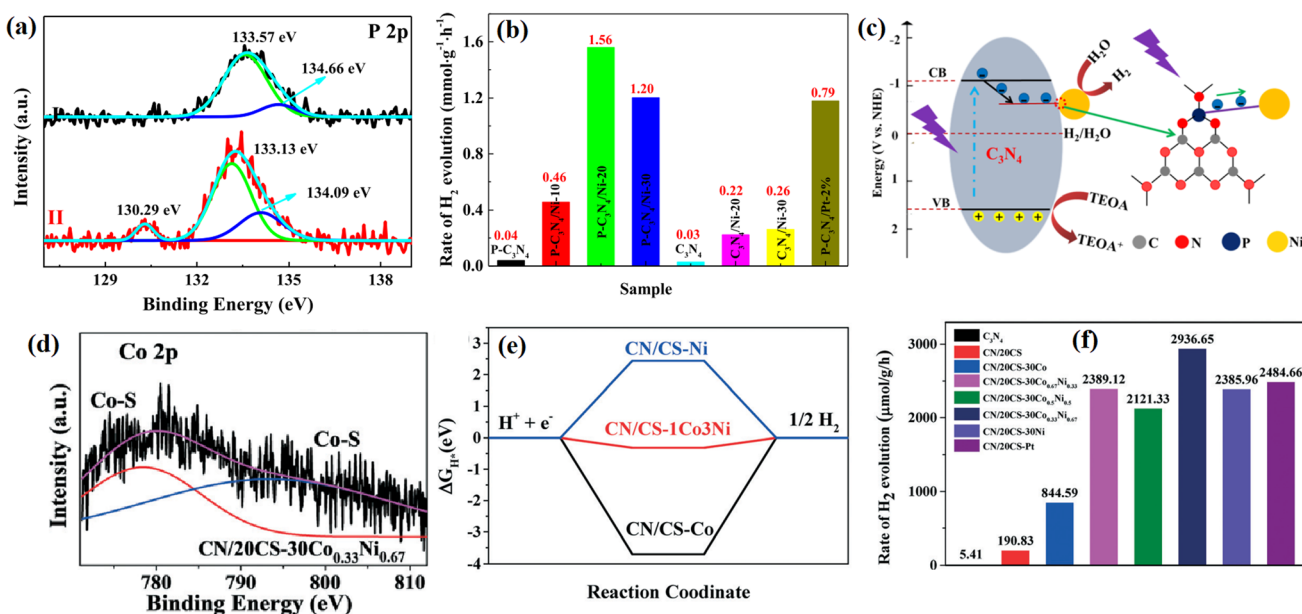 (a)
P 2p
133.57 eV
134.66 eV
I
133.13 eV
134.09 eV
130.29 eV
II
Intensity (a.u.)
129 132 135 138
Binding Energy (eV)
(b)
Rate of H₂ evolution (mmol·g⁻¹·h⁻¹)
1.6
1.2
0.8
0.4
0.0
0.04
0.46
1.56
1.20
0.03
0.22
0.26
0.79
P-C₃N₄
P-C₃N₄/Ni-10
P-C₃N₄/Ni-20
P-C₃N₄/Ni-30
C₃N₄
C₃N₄/Ni-20
C₃N₄/Ni-30
P-C₃N₄/Pt-2%
Sample
(c)
Energy (V vs. NHE)
-2
-1
0
1
2
CB
VB
C₃N₄
H₂O
H₂
H₂/H₂O
TEOA
TEOA⁺
C N P Ni
(d)
Co 2p
Co-S
Co-S
CN/20CS-30Co₀.₃₃Ni₀.₆₇
Intensity (a.u.)
780 790 800 810
Binding Energy (eV)
(e)
ΔG_H* (eV)
3
2
1
0
-1
-2
-3
-4
CN/CS-Ni
H⁺ + e⁻
CN/CS-1Co3Ni
1/2 H₂
CN/CS-Co
Reaction Coodinate
(f)
Rate of H₂ evolution (μmol/g/h)
3000
2000
1000
0
C₃N₄
CN/20CS
CN/20CS-30Co
CN/20CS-30Co₀.₆₇Ni₀.₃₃
CN/20CS-30Co₀.₅Ni₀.₅
CN/20CS-30Co₀.₃₃Ni₀.₆₇
CN/20CS-30Ni
CN/20CS-Pt
5.41
190.83
844.59
2389.12
2121.33
2936.65
2385.96
2484.66